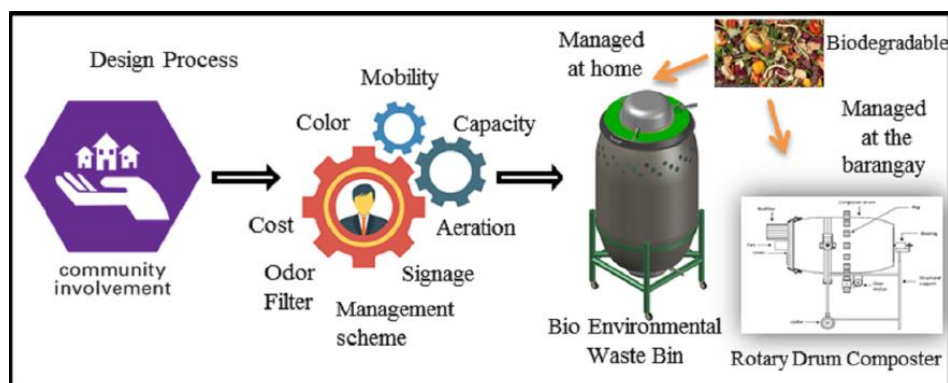 Design Process
community
involvement
Mobility
Color
Capacity
Cost
Aeration
Odor
Filter
Signage
Management
scheme
Managed
at home
Biodegradable
Managed
at the
barangay
Bio Environmental
Waste Bin
Rotary Drum Composter